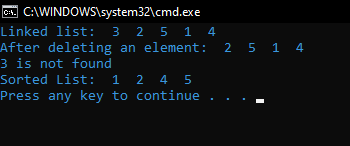 C:\WINDOWS\system32\cmd.exe
Linked list:  3  2  5  1  4
After deleting an element:  2  5  1  4
3 is not found
Sorted List:  1  2  4  5
Press any key to continue . . .